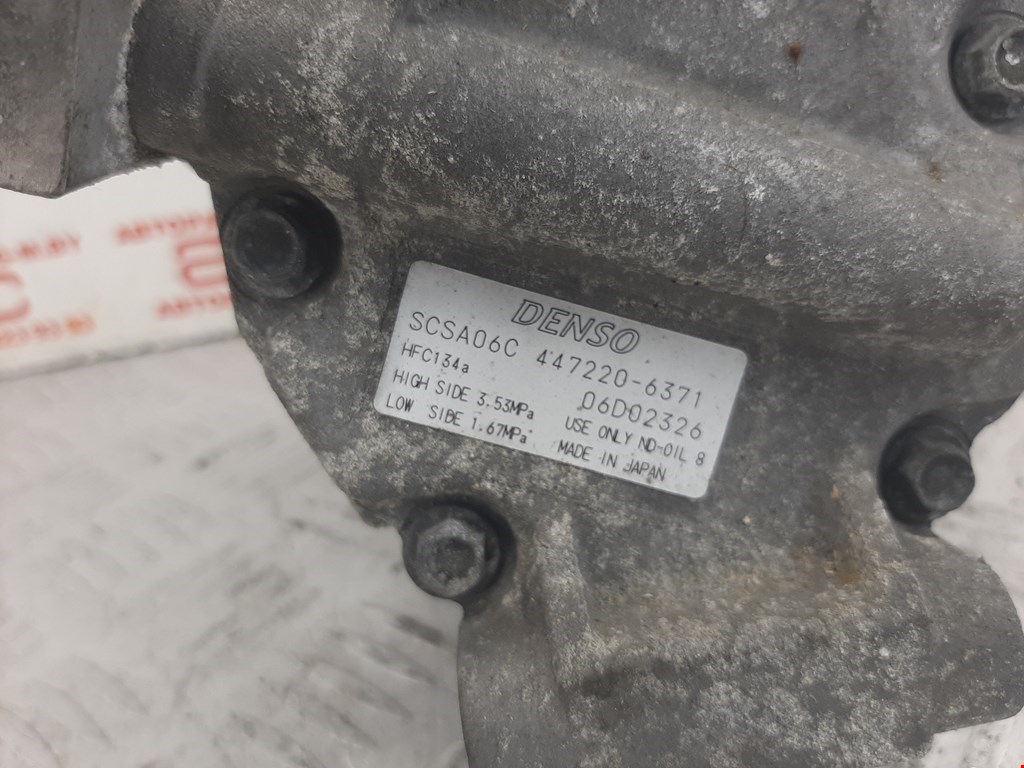 DENSO
SCSA06C 447220-6371
HFC134a 06D02326
HIGH SIDE 3.53MPa USE ONLY ND-OIL 8
LOW SIDE 1.67MPa MADE IN JAPAN